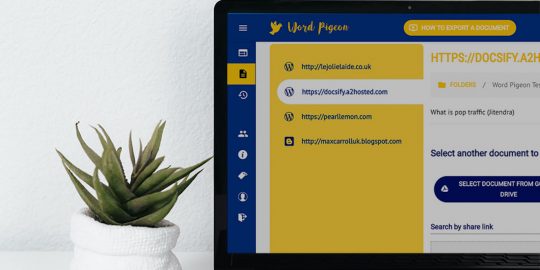 Word Pigeon
HOW TO EXPORT A DOCUMENT
http://lejolielaide.co.uk
https://docsify.a2hosted.com
https://pearllemon.com
http://maxcarrolluk.blogspot.com
HTTPS://DOCSIFY.A2H
FOLDERS / Word Pigeon Tes
What is pop traffic (Jitendra)
Select another document to
SELECT DOCUMENT FROM GO
DRIVE
Search by share link